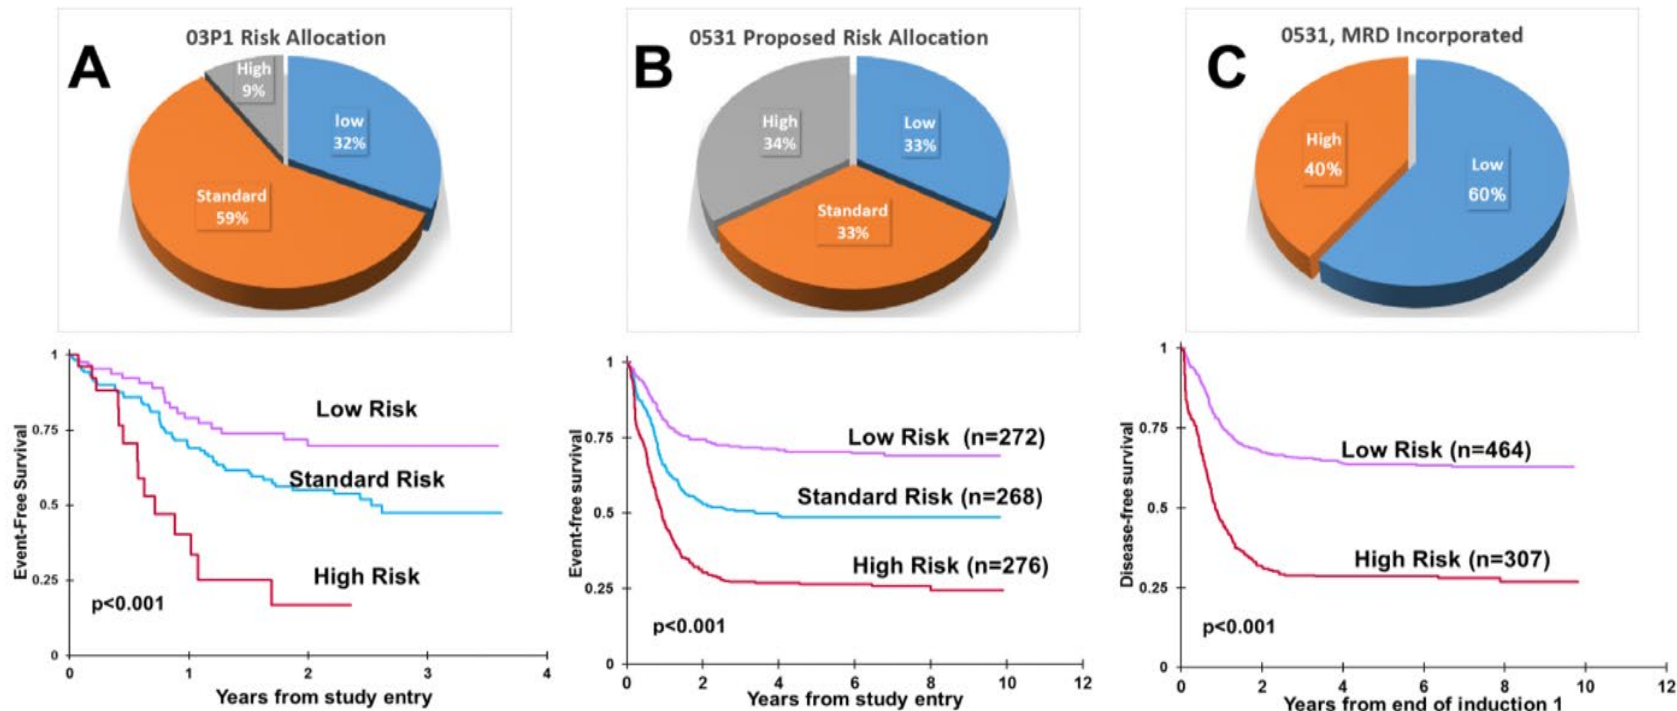 A
03P1 Risk Allocation
High
9%
low
32%
Standard
59%
B
0531 Proposed Risk Allocation
High
34%
Low
33%
Standard
33%
C
0531, MRD Incorporated
High
40%
Low
60%
Event-Free Survival
1
0.75
0.5
0.25
0
Low Risk
Standard Risk
High Risk
p<0.001
0 1 2 3 4
Years from study entry
Event-free survival
1
0.75
0.5
0.25
0
Low Risk (n=272)
Standard Risk (n=268)
High Risk (n=276)
p<0.001
0 2 4 6 8 10 12
Years from study entry
Disease-free survival
1
0.75
0.5
0.25
0
Low Risk (n=464)
High Risk (n=307)
p<0.001
0 2 4 6 8 10 12
Years from end of induction 1